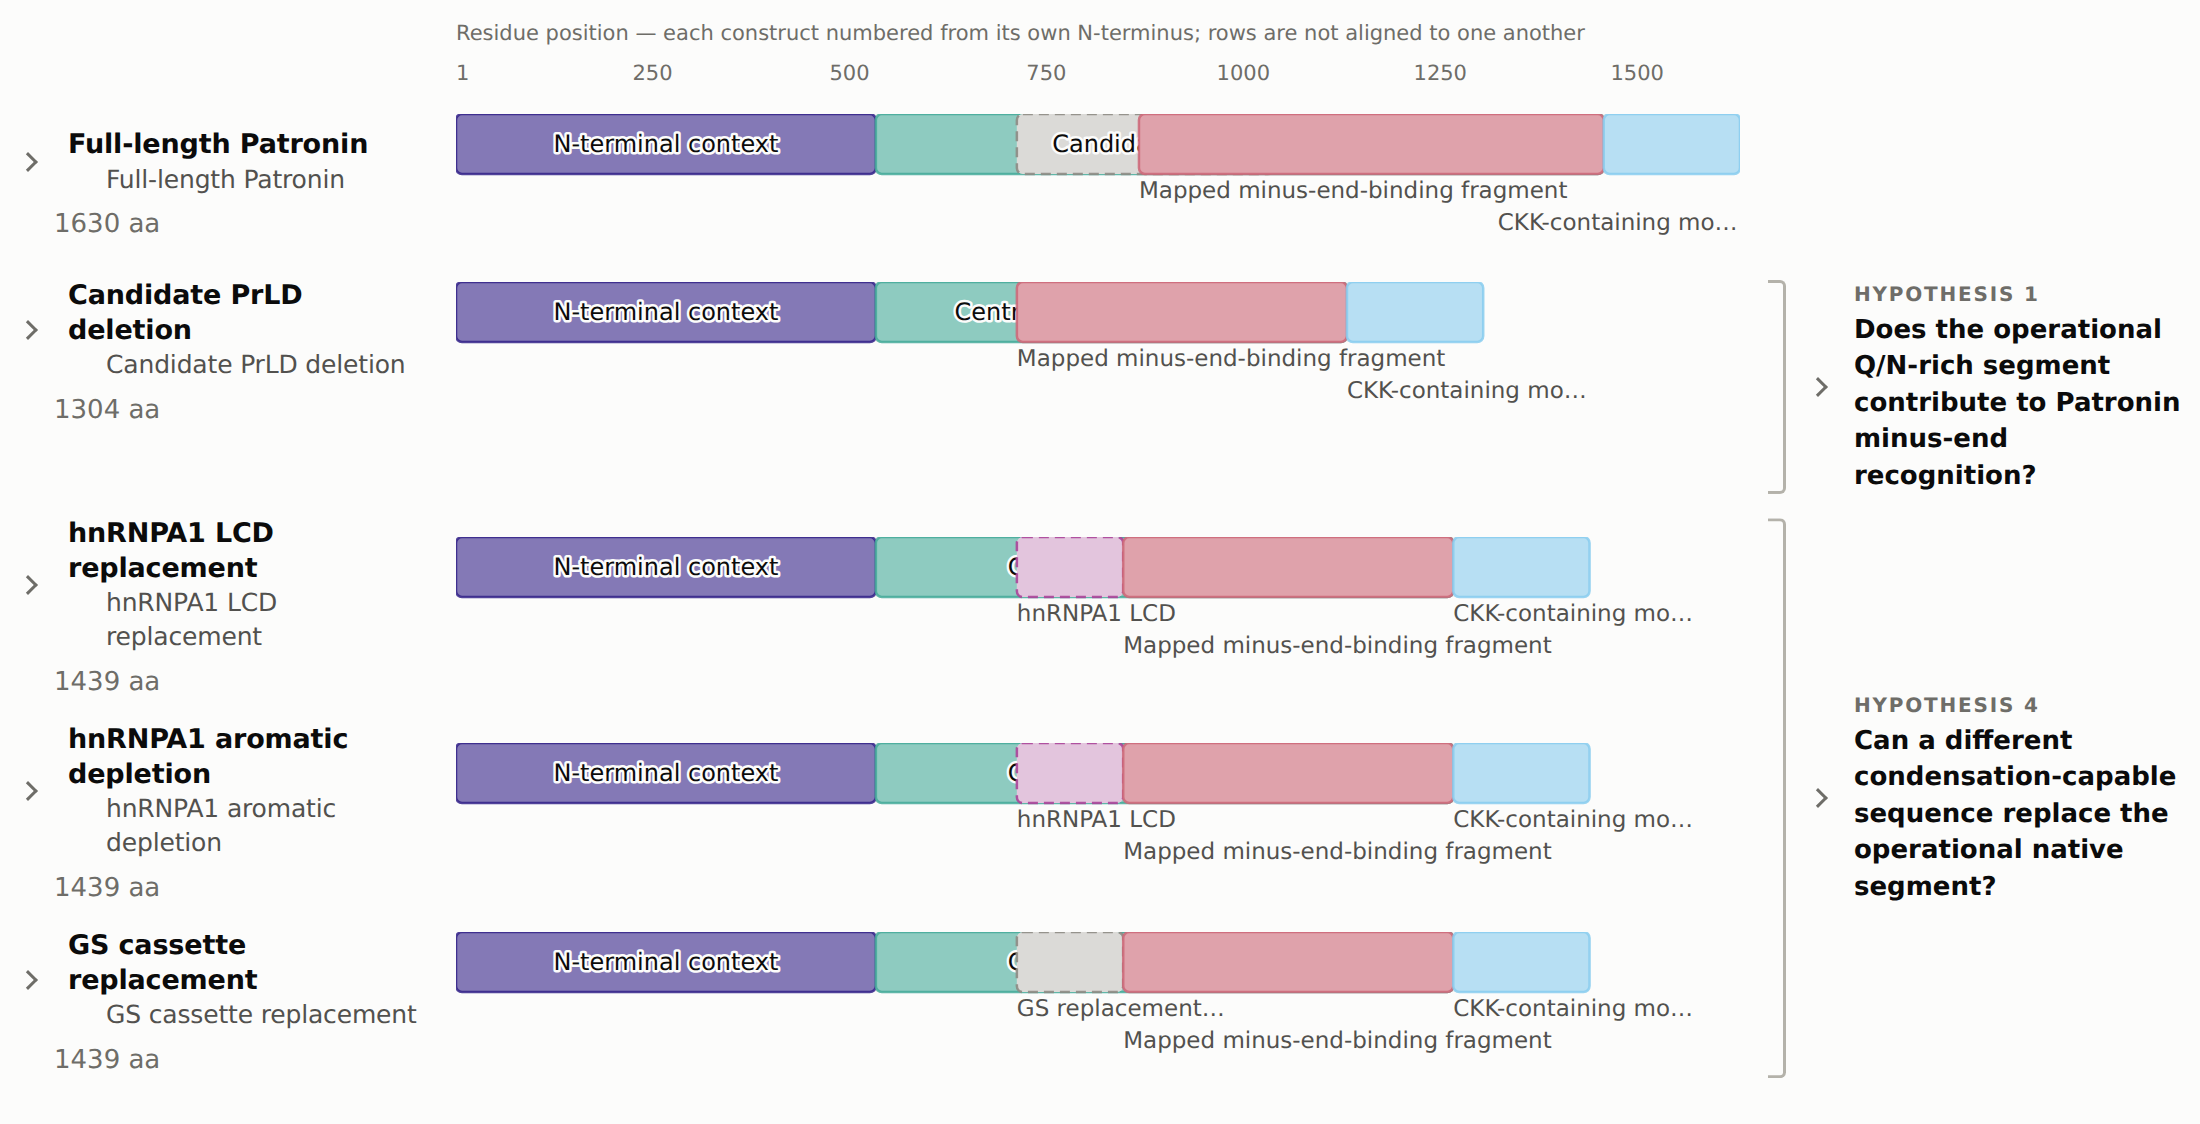 Residue position — each construct numbered from its own N-terminus; rows are not aligned to one another
1 250 500 750 1000 1250 1500
Full-length Patronin
Full-length Patronin
1630 aa
N-terminal context
Candid
Mapped minus-end-binding fragment
CKK-containing mo…
Candidate PrLD
deletion
Candidate PrLD deletion
1304 aa
N-terminal context
Centr
Mapped minus-end-binding fragment
CKK-containing mo…
HYPOTHESIS 1
Does the operational
Q/N-rich segment
contribute to Patronin
minus-end
recognition?
hnRNPA1 LCD
replacement
hnRNPA1 LCD
replacement
1439 aa
N-terminal context
hnRNPA1 LCD
CKK-containing mo…
Mapped minus-end-binding fragment
hnRNPA1 aromatic
depletion
hnRNPA1 aromatic
depletion
1439 aa
N-terminal context
hnRNPA1 LCD
CKK-containing mo…
Mapped minus-end-binding fragment
GS cassette
replacement
GS cassette replacement
1439 aa
N-terminal context
GS replacement…
CKK-containing mo…
Mapped minus-end-binding fragment
HYPOTHESIS 4
Can a different
condensation-capable
sequence replace the
operational native
segment?